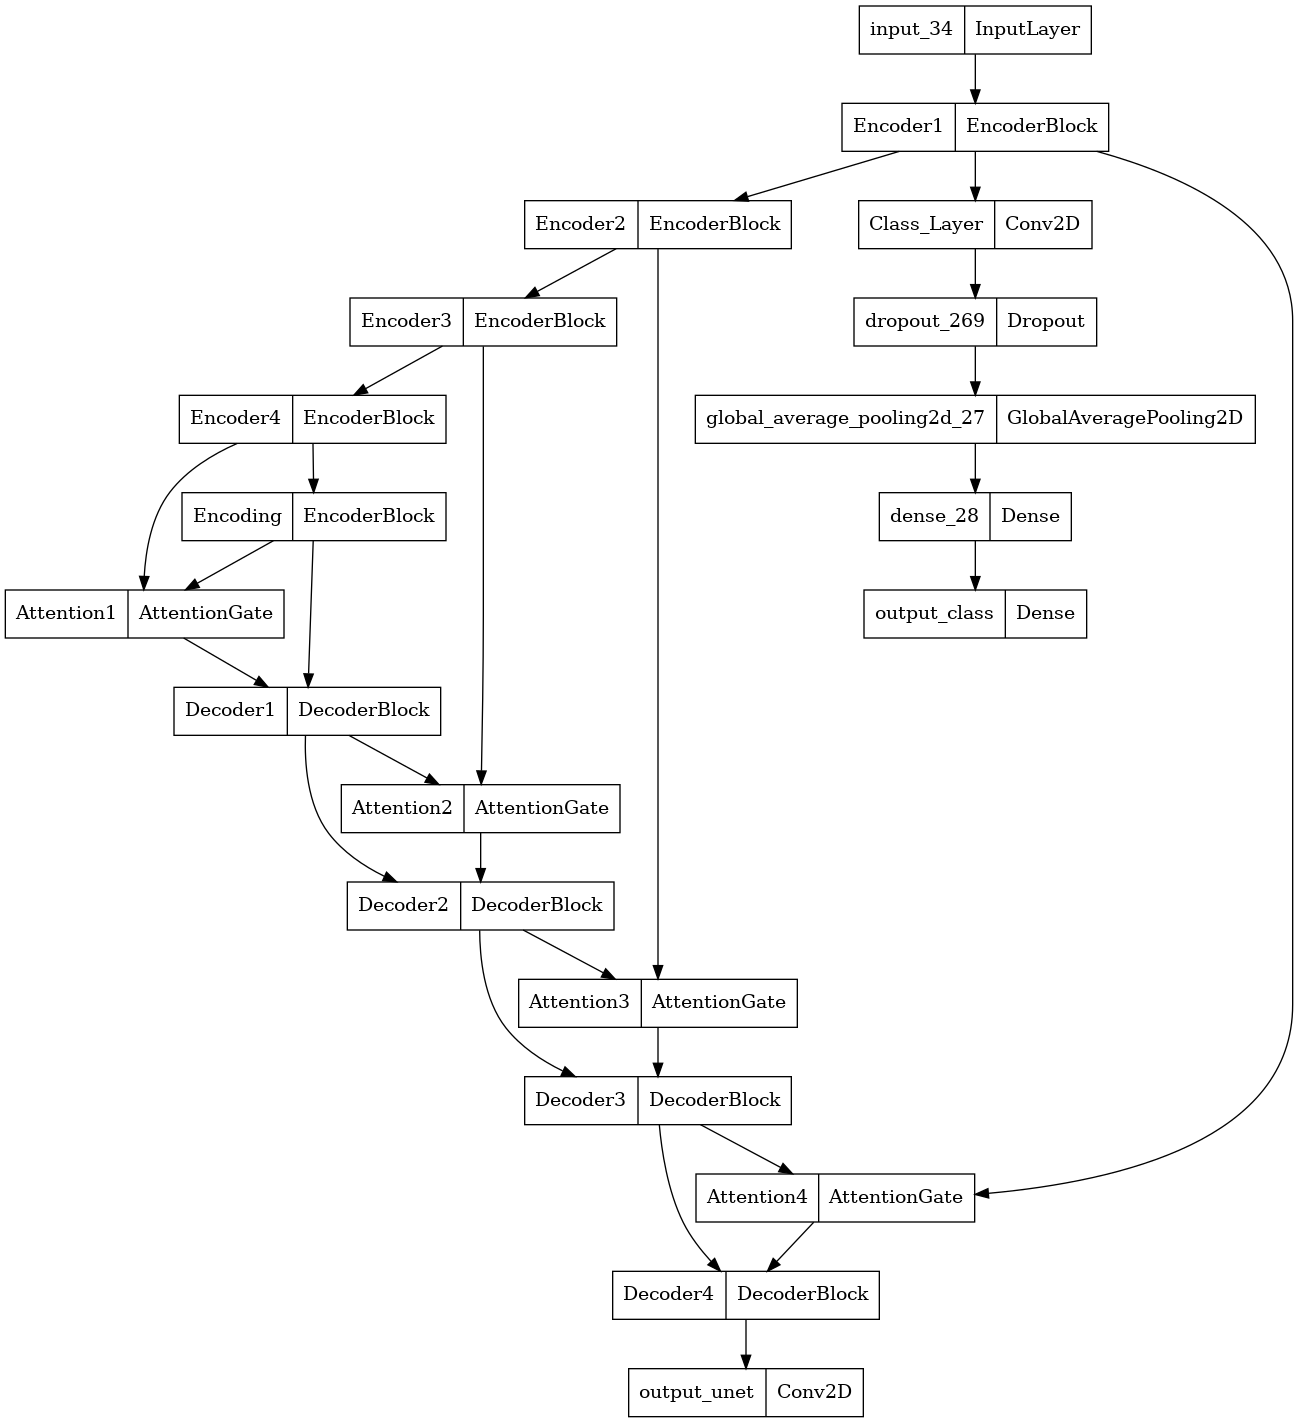 input_34 InputLayer
Encoder1 EncoderBlock
Encoder2 EncoderBlock
Class_Layer Conv2D
Encoder3 EncoderBlock
dropout_269 Dropout
Encoder4 EncoderBlock
global_average_pooling2d_27 GlobalAveragePooling2D
Encoding EncoderBlock
dense_28 Dense
Attention1 AttentionGate
output_class Dense
Decoder1 DecoderBlock
Attention2 AttentionGate
Decoder2 DecoderBlock
Attention3 AttentionGate
Decoder3 DecoderBlock
Attention4 AttentionGate
Decoder4 DecoderBlock
output_unet Conv2D